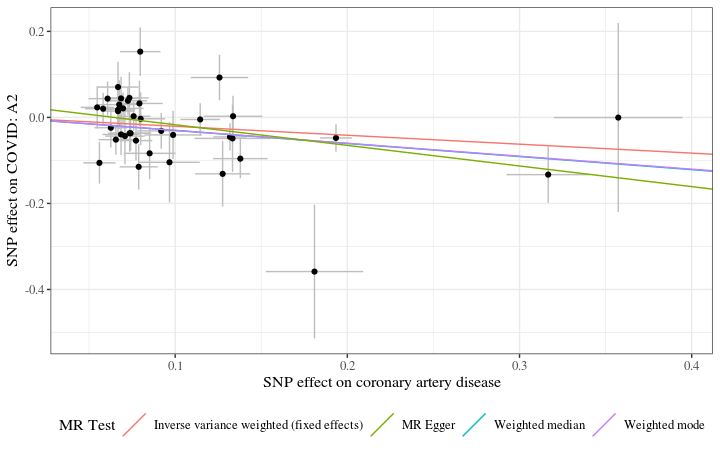 0.2
0.0
-0.2
-0.4
SNP effect on COVID: A2
0.1
0.2
0.3
0.4
SNP effect on coronary artery disease
MR Test Inverse variance weighted (fixed effects) MR Egger Weighted median Weighted mode